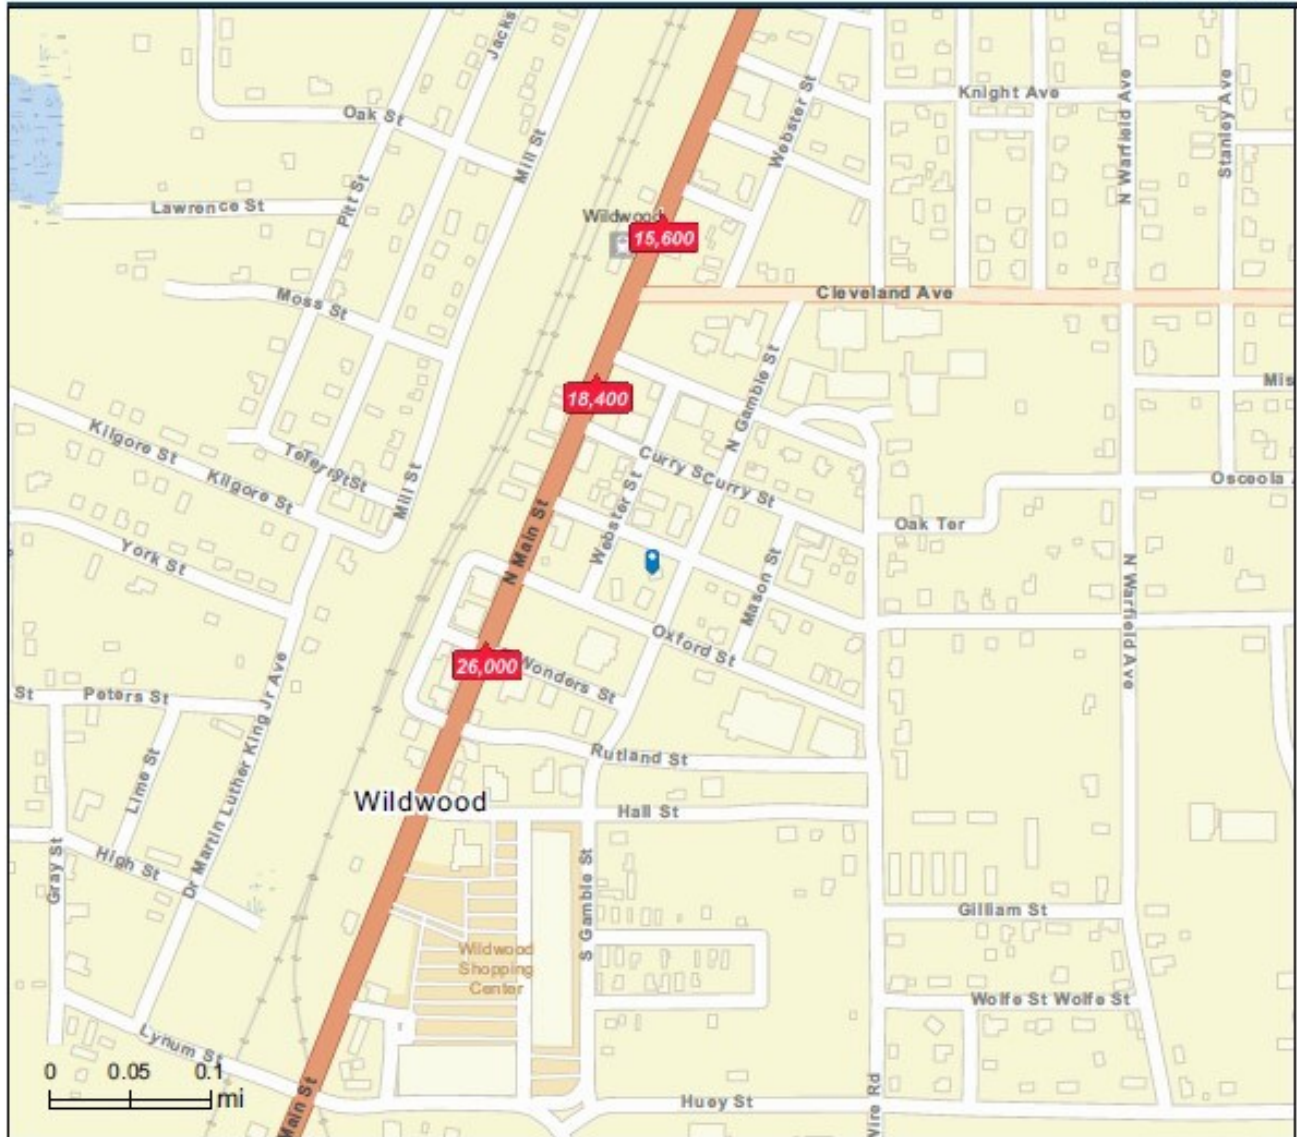 Jacks
Knight Ave
Oak St
Webster St
N Warfield Ave
Stanley Ave
Mill St
Pitt St
Lawrence St
Wildwood
15,600
Cleveland Ave
Moss St
18,400
Mis
N Gamble St
Kilgore St
Kilgore St
Terry St
Mill St
Curry St
Curry St
Osceola
Oak Ter
N Main St
Webster St
York St
Mason St
N Warfield Ave
Oxford St
26,000
Wonders St
St
Peters St
Dr Martin Luther King Jr Ave
Lime St
Rutland St
Wildwood
Hall St
High St
Gray St
S Gamble St
Gilliam St
Wildwood
Shopping
Center
Wolfe St Wolfe St
Lynum St
0 0.05 0.1
mi
Main St
Huey St
Wire Rd